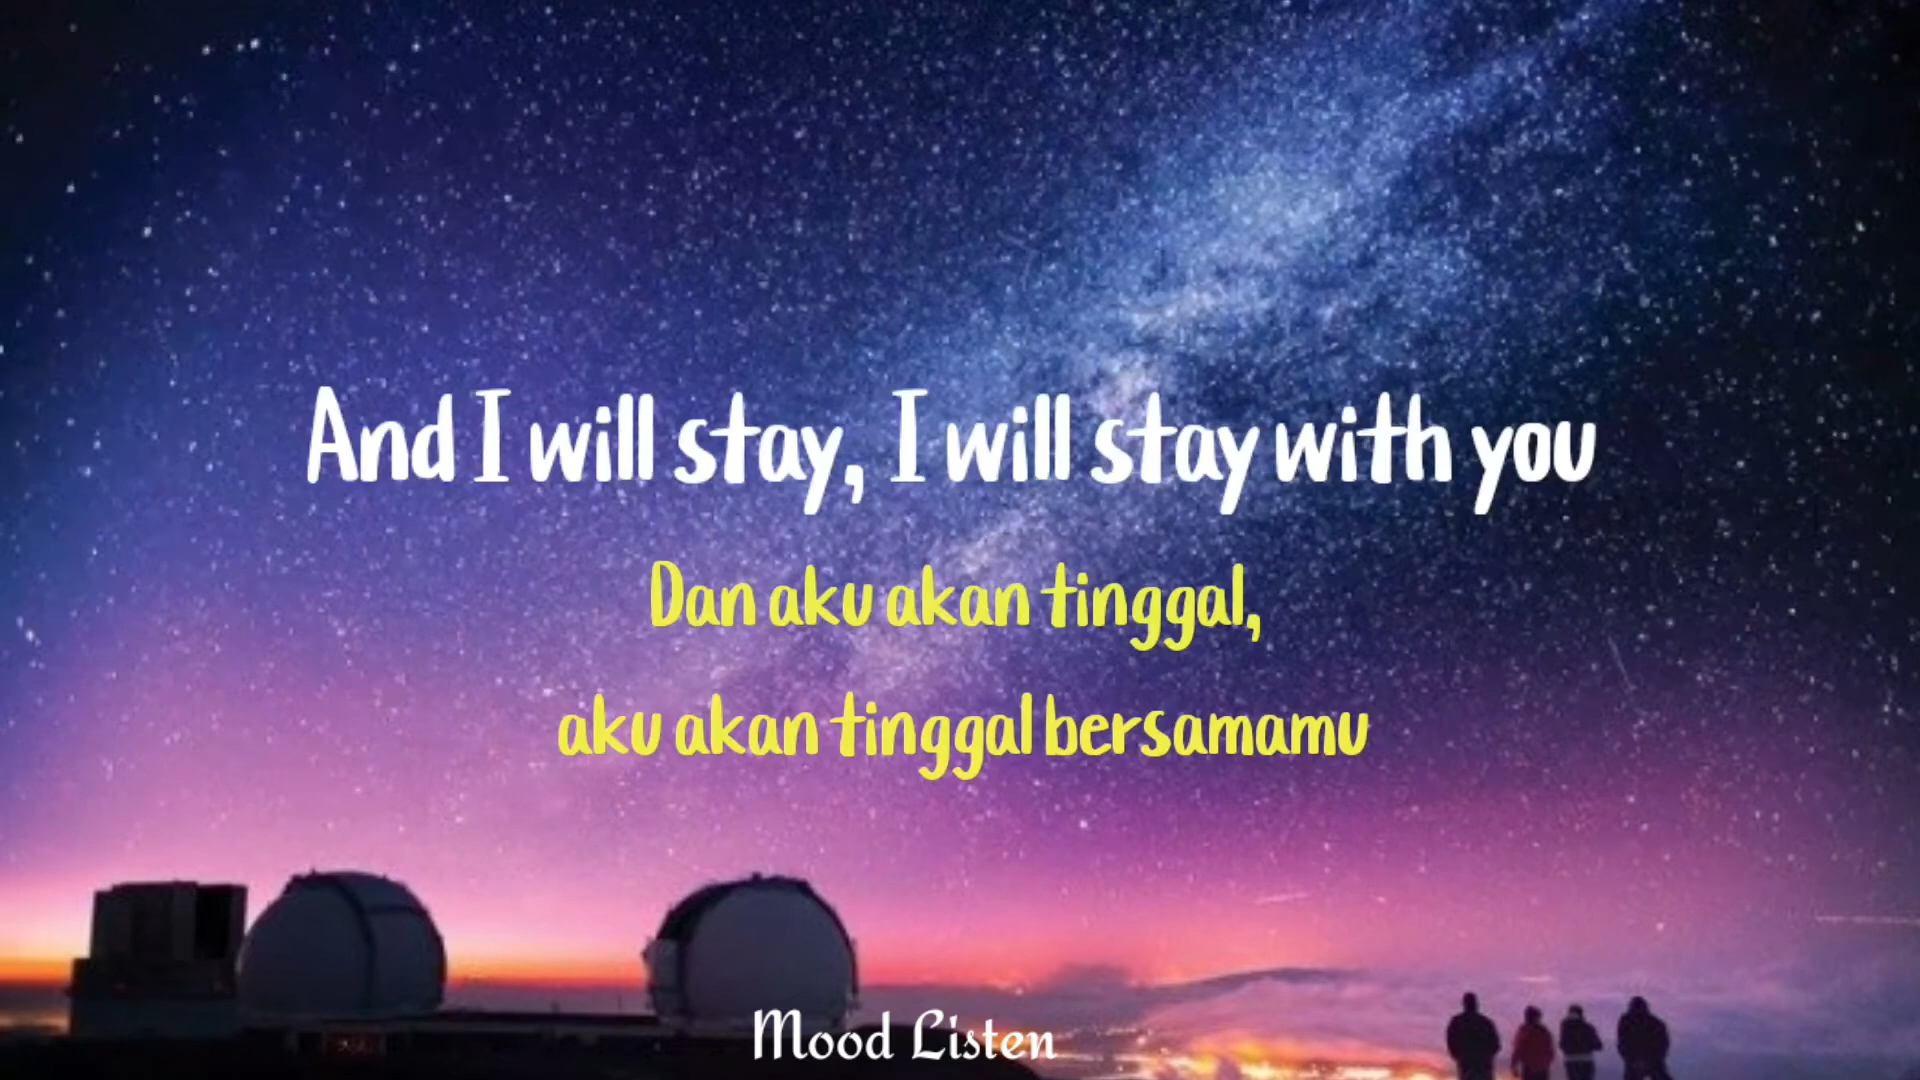 And I will stay, I will stay with you
Dan aku akan tinggal,
aku akan tinggal bersamamu
Mood Listen